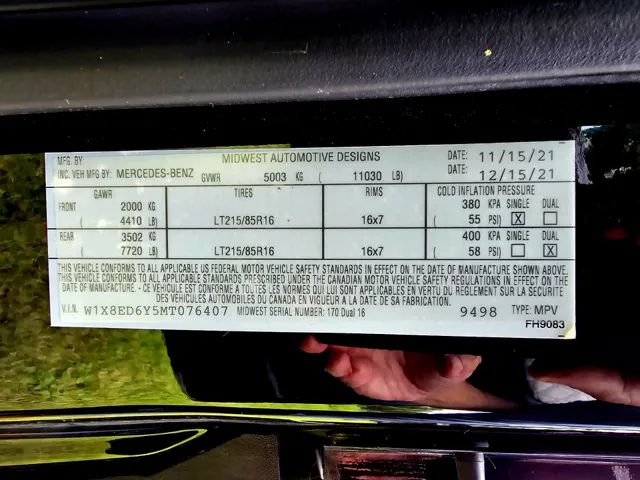 MFG. BY: MIDWEST AUTOMOTIVE DESIGNS DATE: 11/15/21
INC. VEH MFG BY: MERCEDES-BENZ GVWR 5003 KG ( 11030 LB) DATE: 12/15/21
GAWR TIRES RIMS COLD INFLATION PRESSURE
FRONT 2000 KG 380 KPA SINGLE DUAL
( 4410 LB) LT215/85R16 16x7 ( 55 PSI) X
REAR 3502 KG 400 KPA SINGLE DUAL
( 7720 LB) LT215/85R16 16x7 ( 58 PSI) X
THIS VEHICLE CONFORMS TO ALL APPLICABLE US FEDERAL MOTOR VEHICLE SAFETY STANDARDS IN EFFECT ON THE DATE OF MANUFACTURE SHOWN ABOVE.
THIS VEHICLE CONFORMS TO ALL APPLICABLE STANDARDS PRESCRIBED UNDER THE CANADIAN MOTOR VEHICLE SAFETY REGULATIONS IN EFFECT ON THE
DATE OF MANUFACTURE - CE VEHICULE EST CONFORME A TOUTES LES NORMES QUI LUI SONT APPLICABLES EN VERTU DU REGLEMENT SUR LA SECURITE
DES VEHICULES AUTOMOBILES DU CANADA EN VIGUEUR A LA DATE DE SA FABRICATION.
V.I.N. W1X8ED6Y5MT076407 MIDWEST SERIAL NUMBER: 170 Dual 16 9498 TYPE: MPV
FH9083